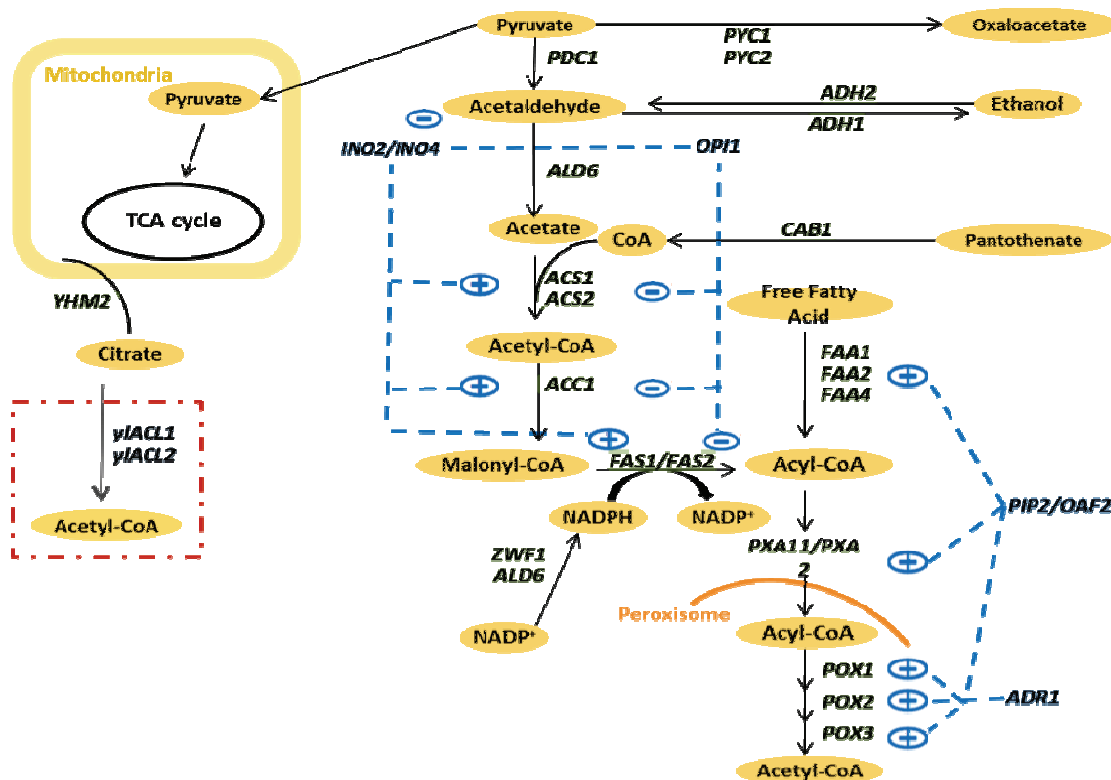 Pyruvate
PYC1
PYC2
Oxaloacetate
PDC1
Mitochondria
Pyruvate
Acetaldehyde
ADH2
ADH1
Ethanol
INO2/INO4
OPI1
ALD6
TCA cycle
Acetate
CoA
CAB1
Pantothenate
YHM2
ACS1
ACS2
Free Fatty
Acid
Citrate
Acetyl-CoA
FAA1
FAA2
FAA4
ACC1
ylACL1
ylACL2
Malonyl-CoA
FAS1/FAS2
Acyl-CoA
Acetyl-CoA
NADPH
NADP+
PIP2/OAF2
ZWF1
ALD6
PXA11/PXA
2
Peroxisome
NADP+
Acyl-CoA
POX1
POX2
POX3
ADR1
Acetyl-CoA